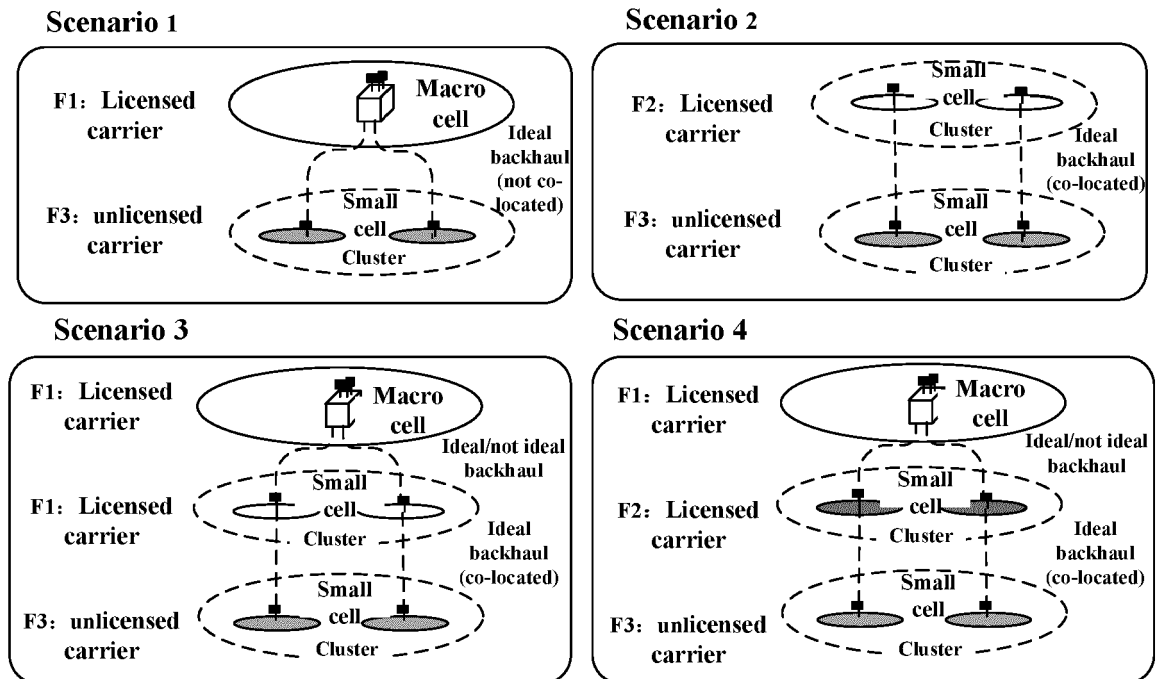 Scenario 1
F1: Licensed
carrier
Macro
cell
Ideal
backhaul
(not co-
located)
F3: unlicensed
carrier
Small
cell
Cluster
Scenario 2
F2: Licensed
carrier
Small
cell
Cluster
Ideal
backhaul
(co-located)
F3: unlicensed
carrier
Small
cell
Cluster
Scenario 3
F1: Licensed
carrier
Macro
cell
Ideal/not ideal
backhaul
F1: Licensed
carrier
Small
cell
Cluster
Ideal
backhaul
(co-located)
F3: unlicensed
carrier
Small
cell
Cluster
Scenario 4
F1: Licensed
carrier
Macro
cell
Ideal/not ideal
backhaul
F2: Licensed
carrier
Small
cell
Cluster
Ideal
backhaul
(co-located)
F3: unlicensed
carrier
Small
cell
Cluster